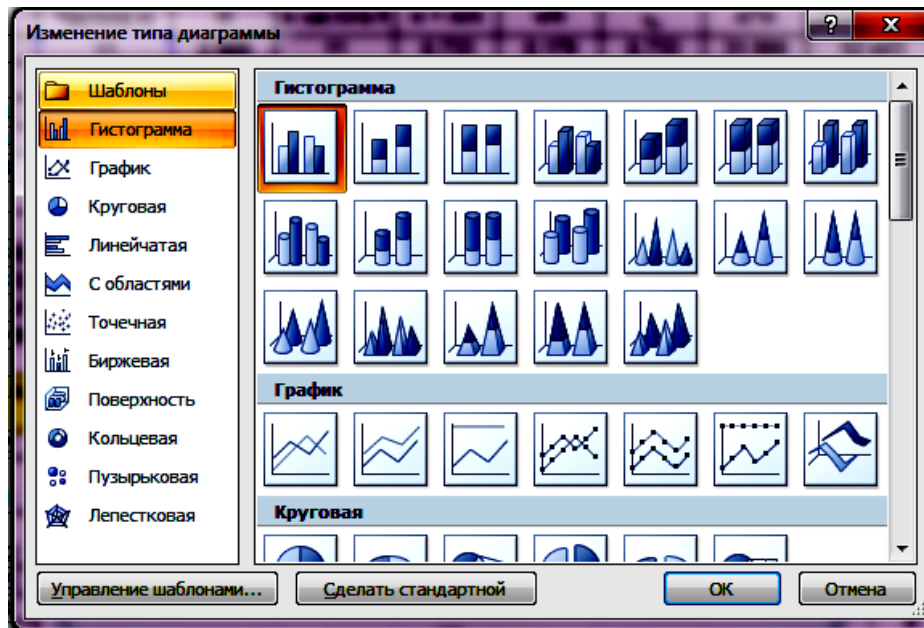 Изменение типа диаграммы
Шаблоны
Гистограмма
График
Круговая
Линейчатая
С областями
Точечная
Биржевая
Поверхность
Кольцевая
Пузырьковая
Лепестковая
Гистограмма
График
Круговая
Управление шаблонами...
Сделать стандартной
ОК
Отмена